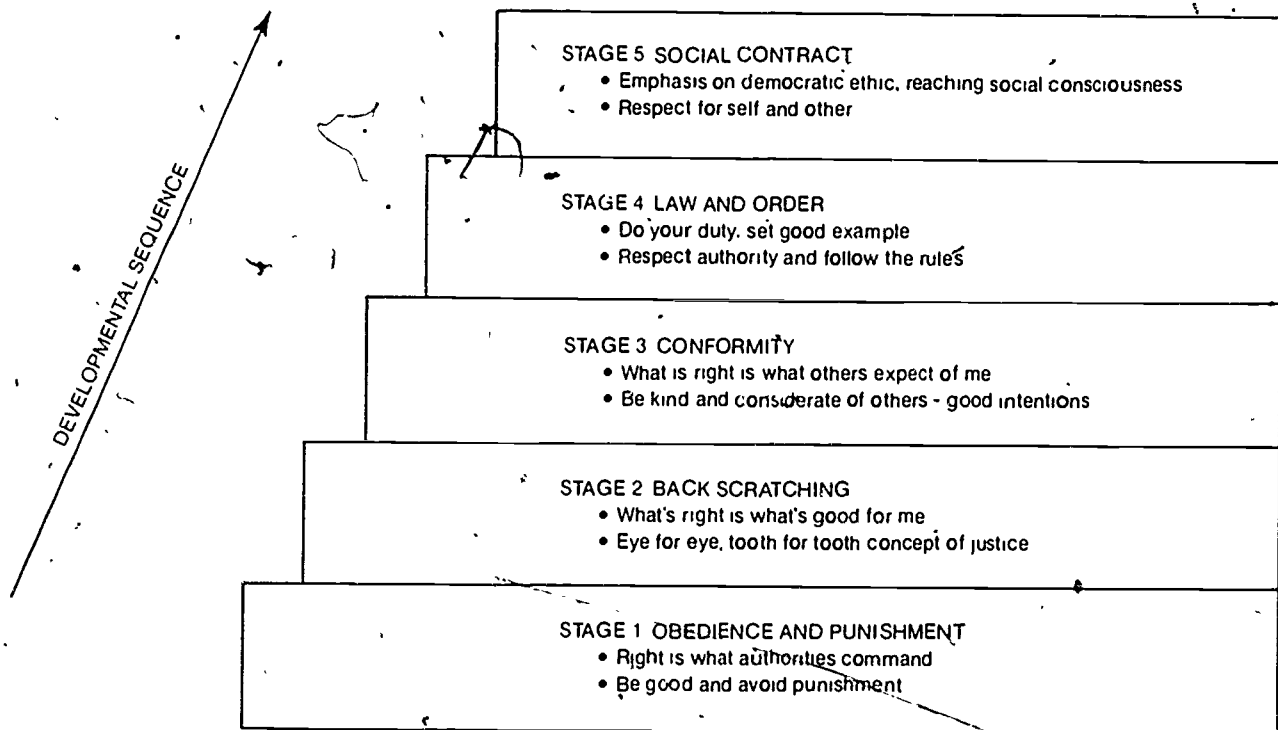 STAGE 5 SOCIAL CONTRACT
• Emphasis on democratic ethic, reaching social consciousness
• Respect for self and other
STAGE 4 LAW AND ORDER
• Do your duty, set good example
• Respect authority and follow the rules
STAGE 3 CONFORMITY
• What is right is what others expect of me
• Be kind and considerate of others - good intentions
STAGE 2 BACK SCRATCHING
• What's right is what's good for me
• Eye for eye, tooth for tooth concept of justice
STAGE 1 OBEDIENCE AND PUNISHMENT
• Right is what authorities command
• Be good and avoid punishment
DEVELOPMENTAL SEQUENCE